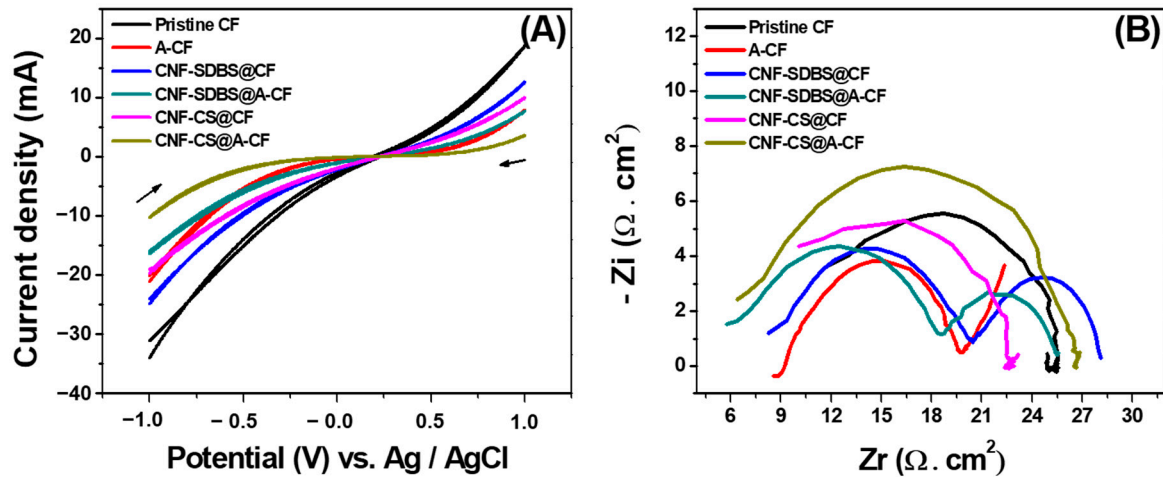 (A)
Pristine CF
A-CF
CNF-SDBS@CF
CNF-SDBS@A-CF
CNF-CS@CF
CNF-CS@A-CF
20
10
0
−10
−20
−30
−40
Current density (mA)
−1.0
−0.5
−0.0
0.5
1.0
Potential (V) vs. Ag / AgCl
(B)
Pristine CF
A-CF
CNF-SDBS@CF
CNF-SDBS@A-CF
CNF-CS@CF
CNF-CS@A-CF
12
10
8
6
4
2
0
- Zi (Ω . cm²)
6
9
12
15
18
21
24
27
30
Zr (Ω . cm²)